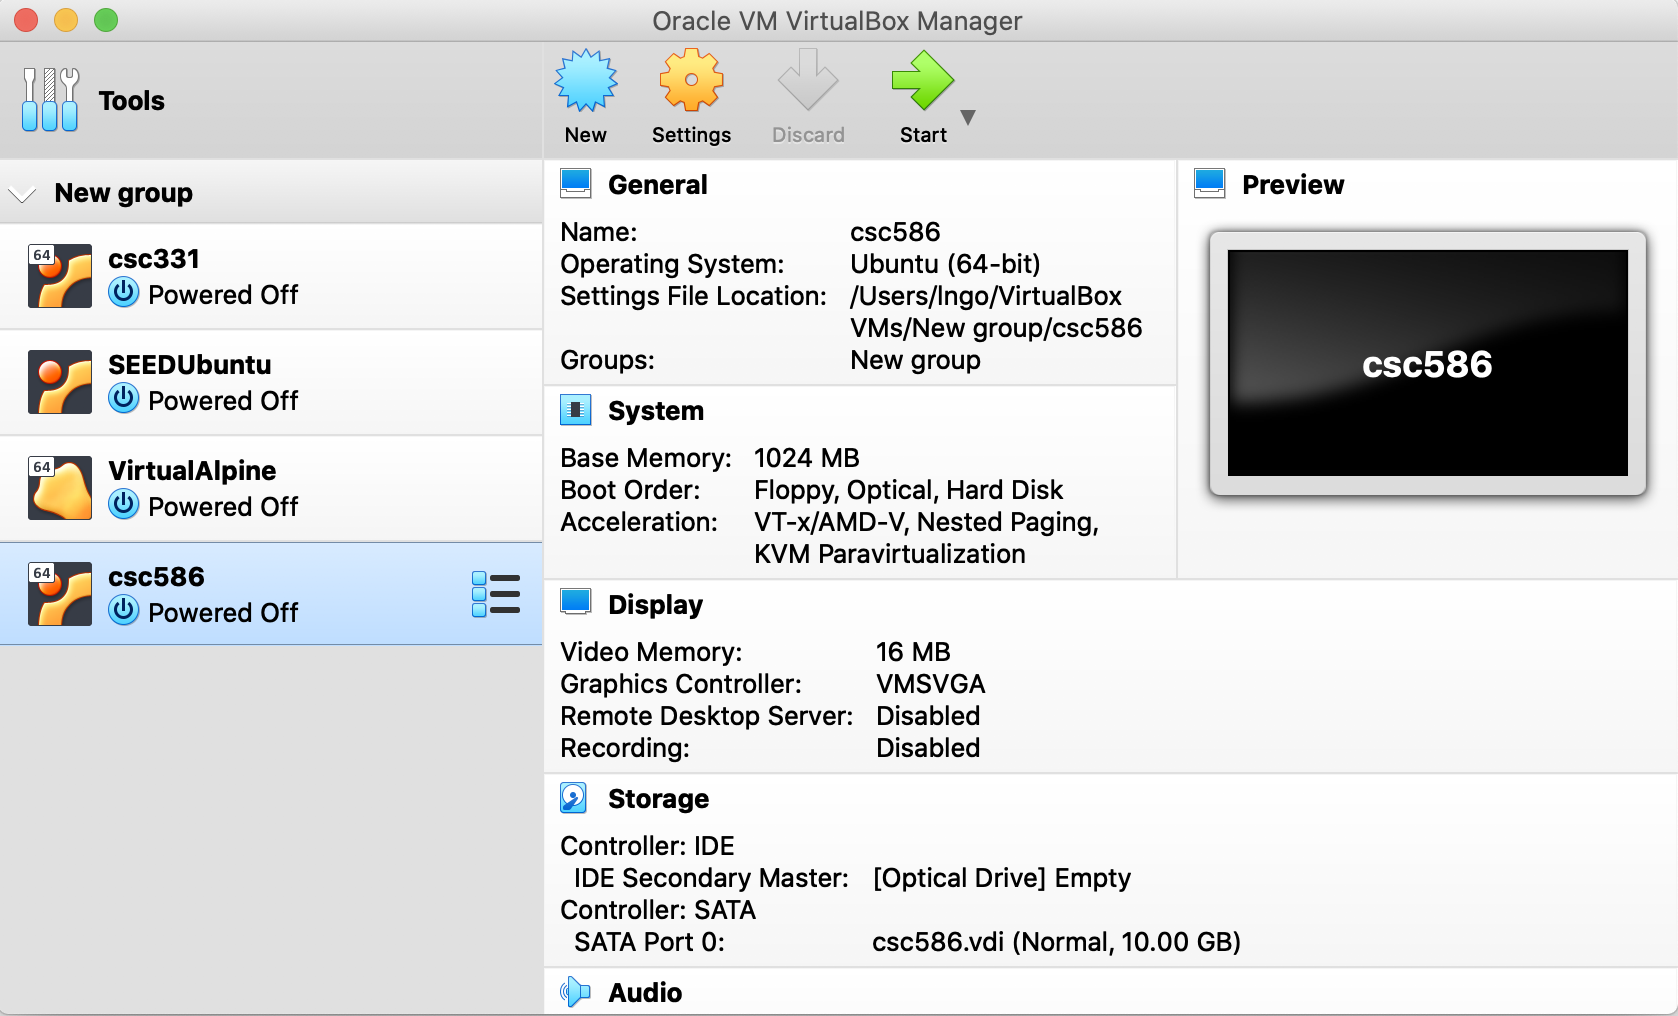 Oracle VM VirtualBox Manager
Tools
New
Settings
Discard
Start
New group
64
csc331
Powered Off
SEEDUbuntu
Powered Off
64
VirtualAlpine
Powered Off
64
csc586
Powered Off
General
Name: csc586
Operating System: Ubuntu (64-bit)
Settings File Location: /Users/lngo/VirtualBox
VMs/New group/csc586
Groups: New group
Preview
csc586
System
Base Memory: 1024 MB
Boot Order: Floppy, Optical, Hard Disk
Acceleration: VT-x/AMD-V, Nested Paging,
KVM Paravirtualization
Display
Video Memory: 16 MB
Graphics Controller: VMSVGA
Remote Desktop Server: Disabled
Recording: Disabled
Storage
Controller: IDE
IDE Secondary Master: [Optical Drive] Empty
Controller: SATA
SATA Port 0: csc586.vdi (Normal, 10.00 GB)
Audio